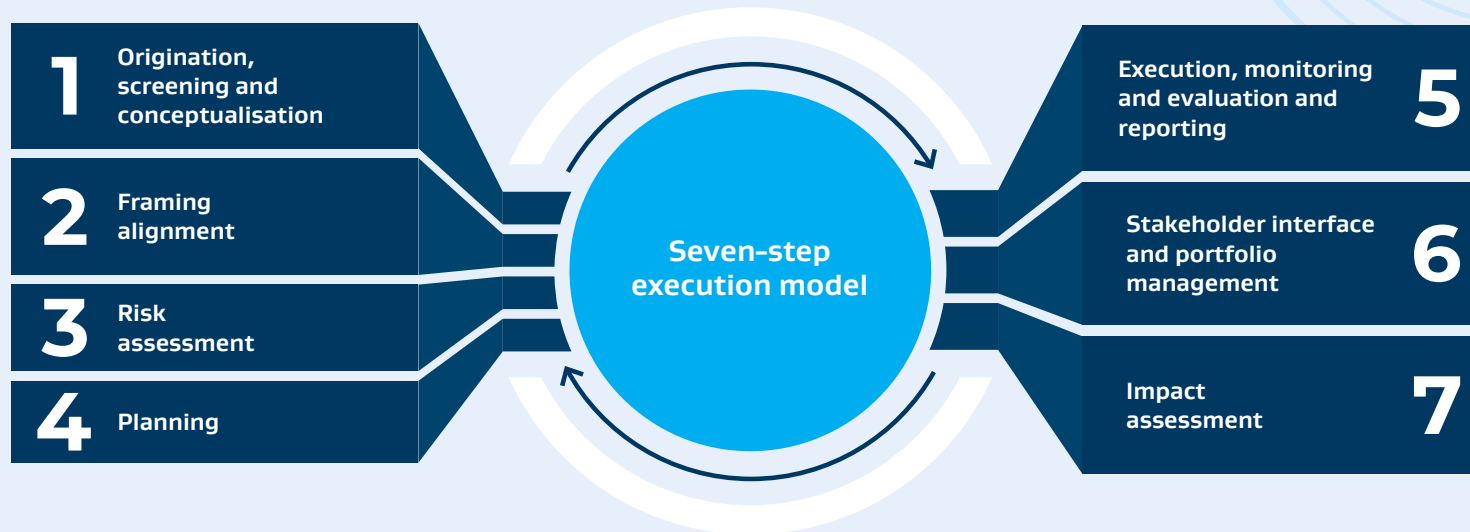 1
Origination,
screening and
conceptualisation
2
Framing
alignment
3
Risk
assessment
4
Planning
Seven-step
execution model
Execution, monitoring
and evaluation and
reporting
5
Stakeholder interface
and portfolio
management
6
Impact
assessment
7